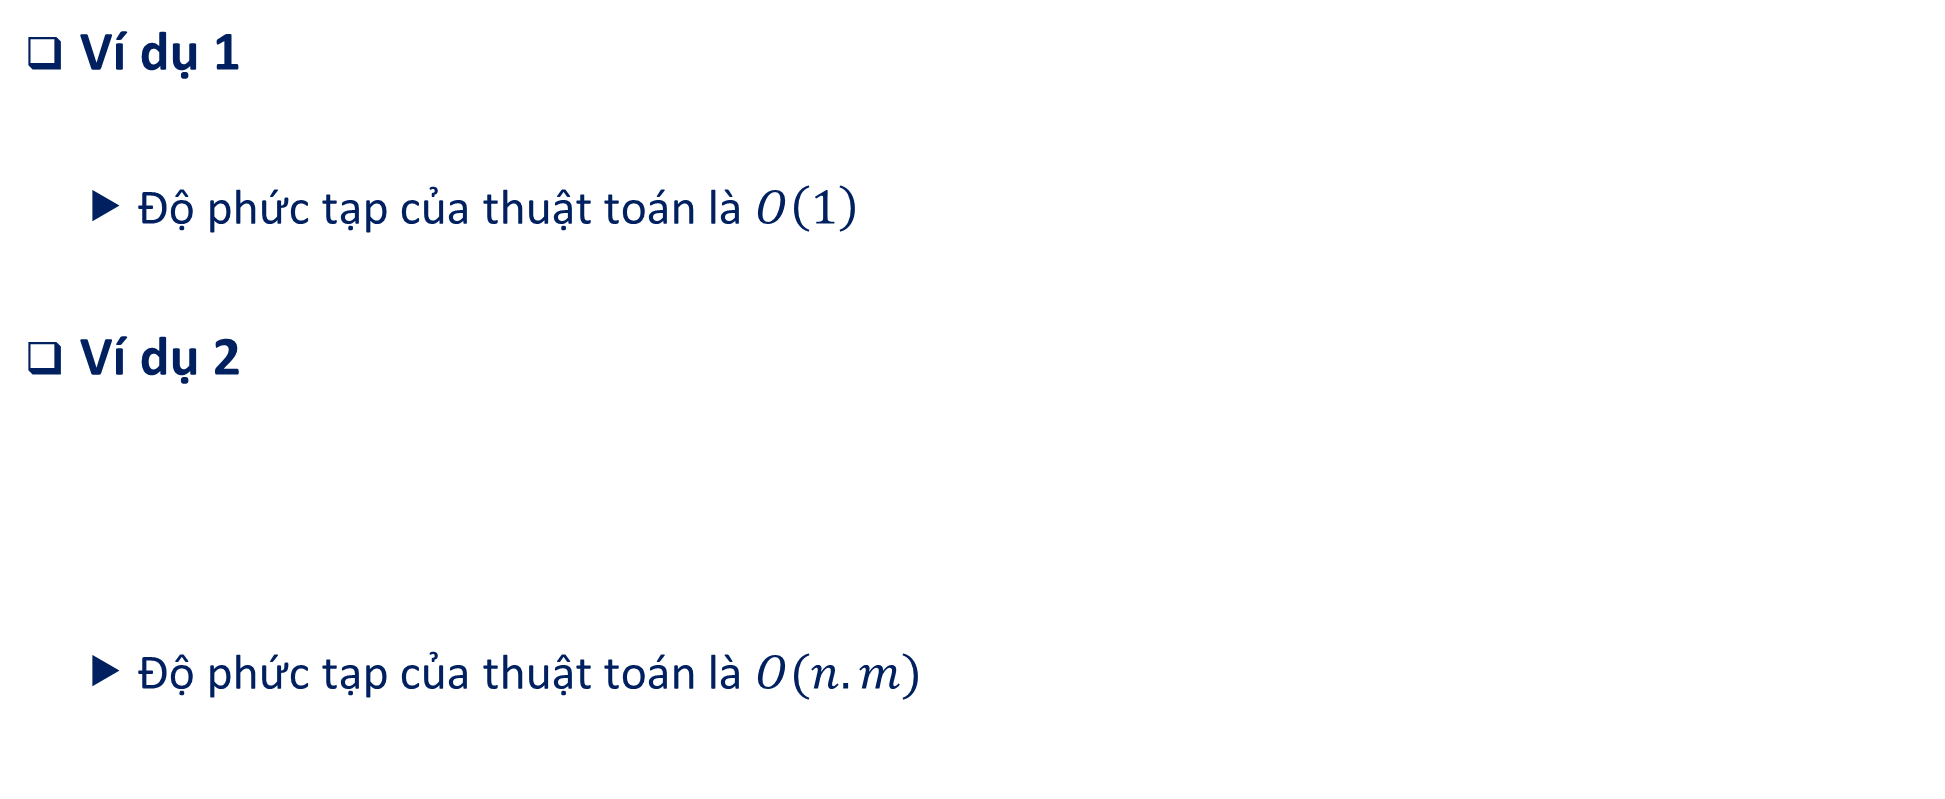 ❑ Ví dụ 1
▶ Độ phức tạp của thuật toán là O(1)
❑ Ví dụ 2
▶ Độ phức tạp của thuật toán là O(n.m)